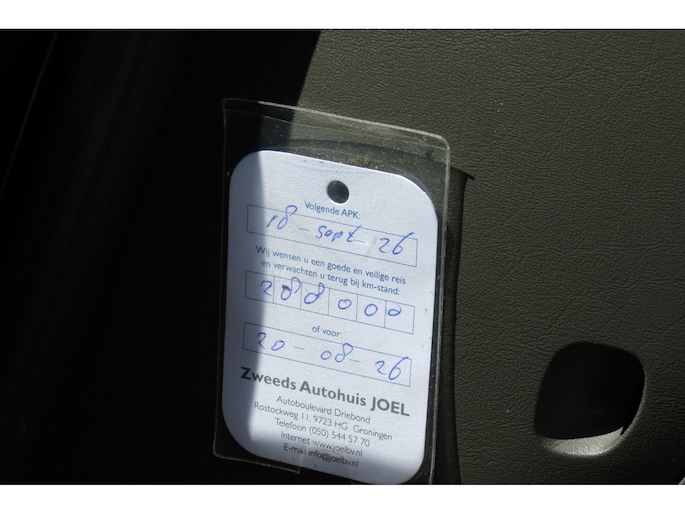 Volgende APK:
18 - sept - 26
Wij wensen u een goede en veilige reis
en verwachten u terug bij km-stand:
288000
of voor:
20 - 08 - 26
Zweeds Autohuis JOEL
Autoboulevard Driebond
Rostockweg 11, 9723 HG Groningen
Telefoon (050) 544 57 70
Internet www.joelbv.nl
E-mail info@joelbv.nl